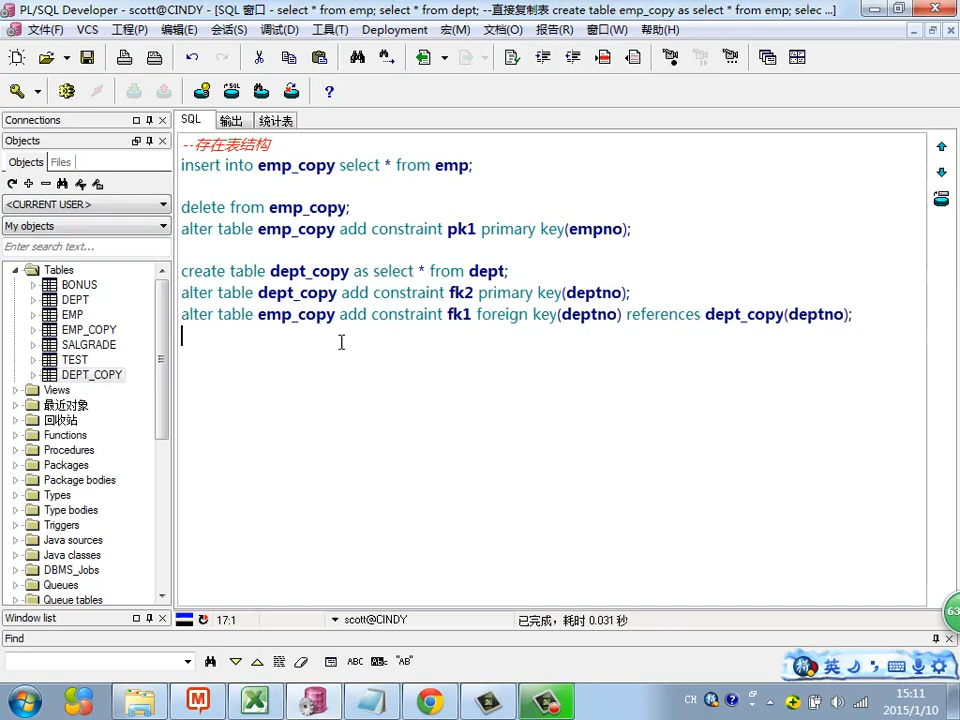 PL/SQL Developer - scott@CINDY - [SQL 窗口 - select * from emp; select * from dept; --直接复制表 create table emp_copy as select * from emp; selec ...]
文件(F) VCS 工程(P) 编辑(E) 会话(S) 调试(D) 工具(T) Deployment 宏(M) 文档(O) 报告(R) 窗口(W) 帮助(H)
Connections
Objects
Objects Files
<CURRENT USER>
My objects
Enter search text...
Tables
BONUS
DEPT
EMP
EMP_COPY
SALGRADE
TEST
DEPT_COPY
Views
最近对象
回收站
Functions
Procedures
Packages
Package bodies
Types
Type bodies
Triggers
Java sources
Java classes
DBMS_Jobs
Queues
Queue tables
Window list
SQL 输出 统计表
--存在表结构
insert into emp_copy select * from emp;
delete from emp_copy;
alter table emp_copy add constraint pk1 primary key(empno);
create table dept_copy as select * from dept;
alter table dept_copy add constraint fk2 primary key(deptno);
alter table emp_copy add constraint fk1 foreign key(deptno) references dept_copy(deptno);
63
17:1 scott@CINDY 已完成, 耗时 0.031 秒
Find
ABC "AB"
英
CH
15:11
2015/1/10